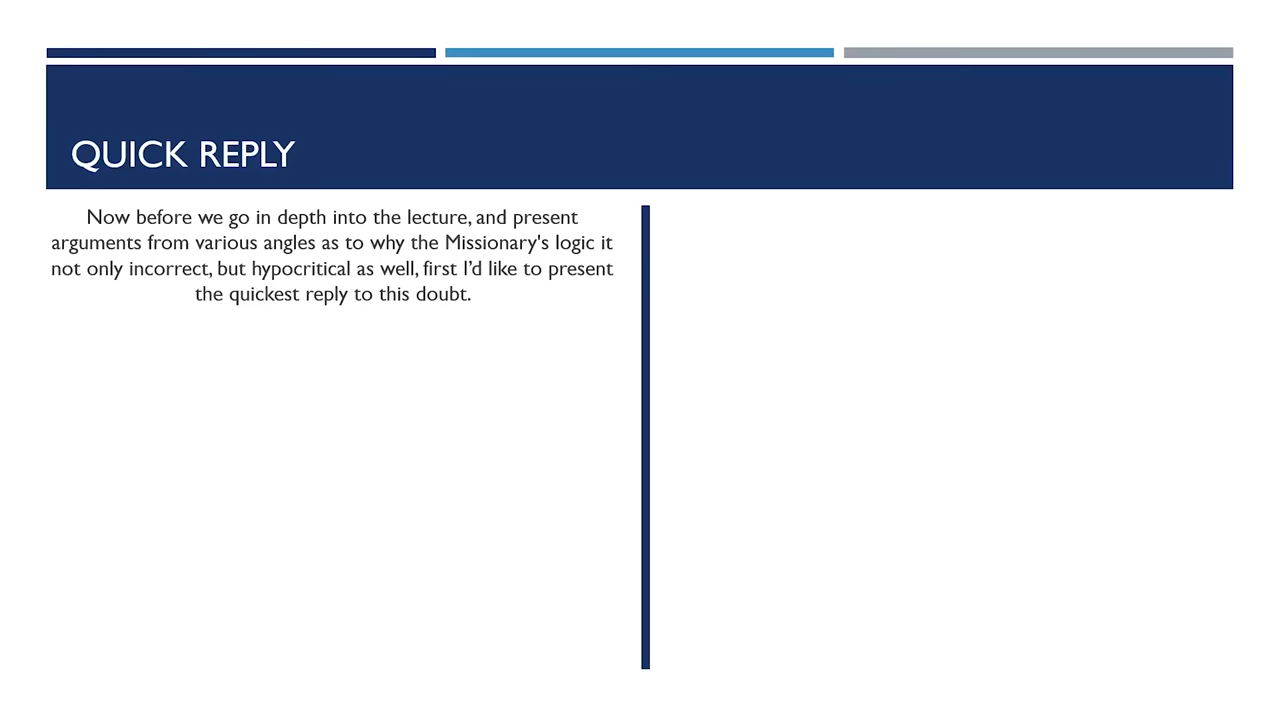 QUICK REPLY
Now before we go in depth into the lecture, and present
arguments from various angles as to why the Missionary's logic it
not only incorrect, but hypocritical as well, first I’d like to present
the quickest reply to this doubt.